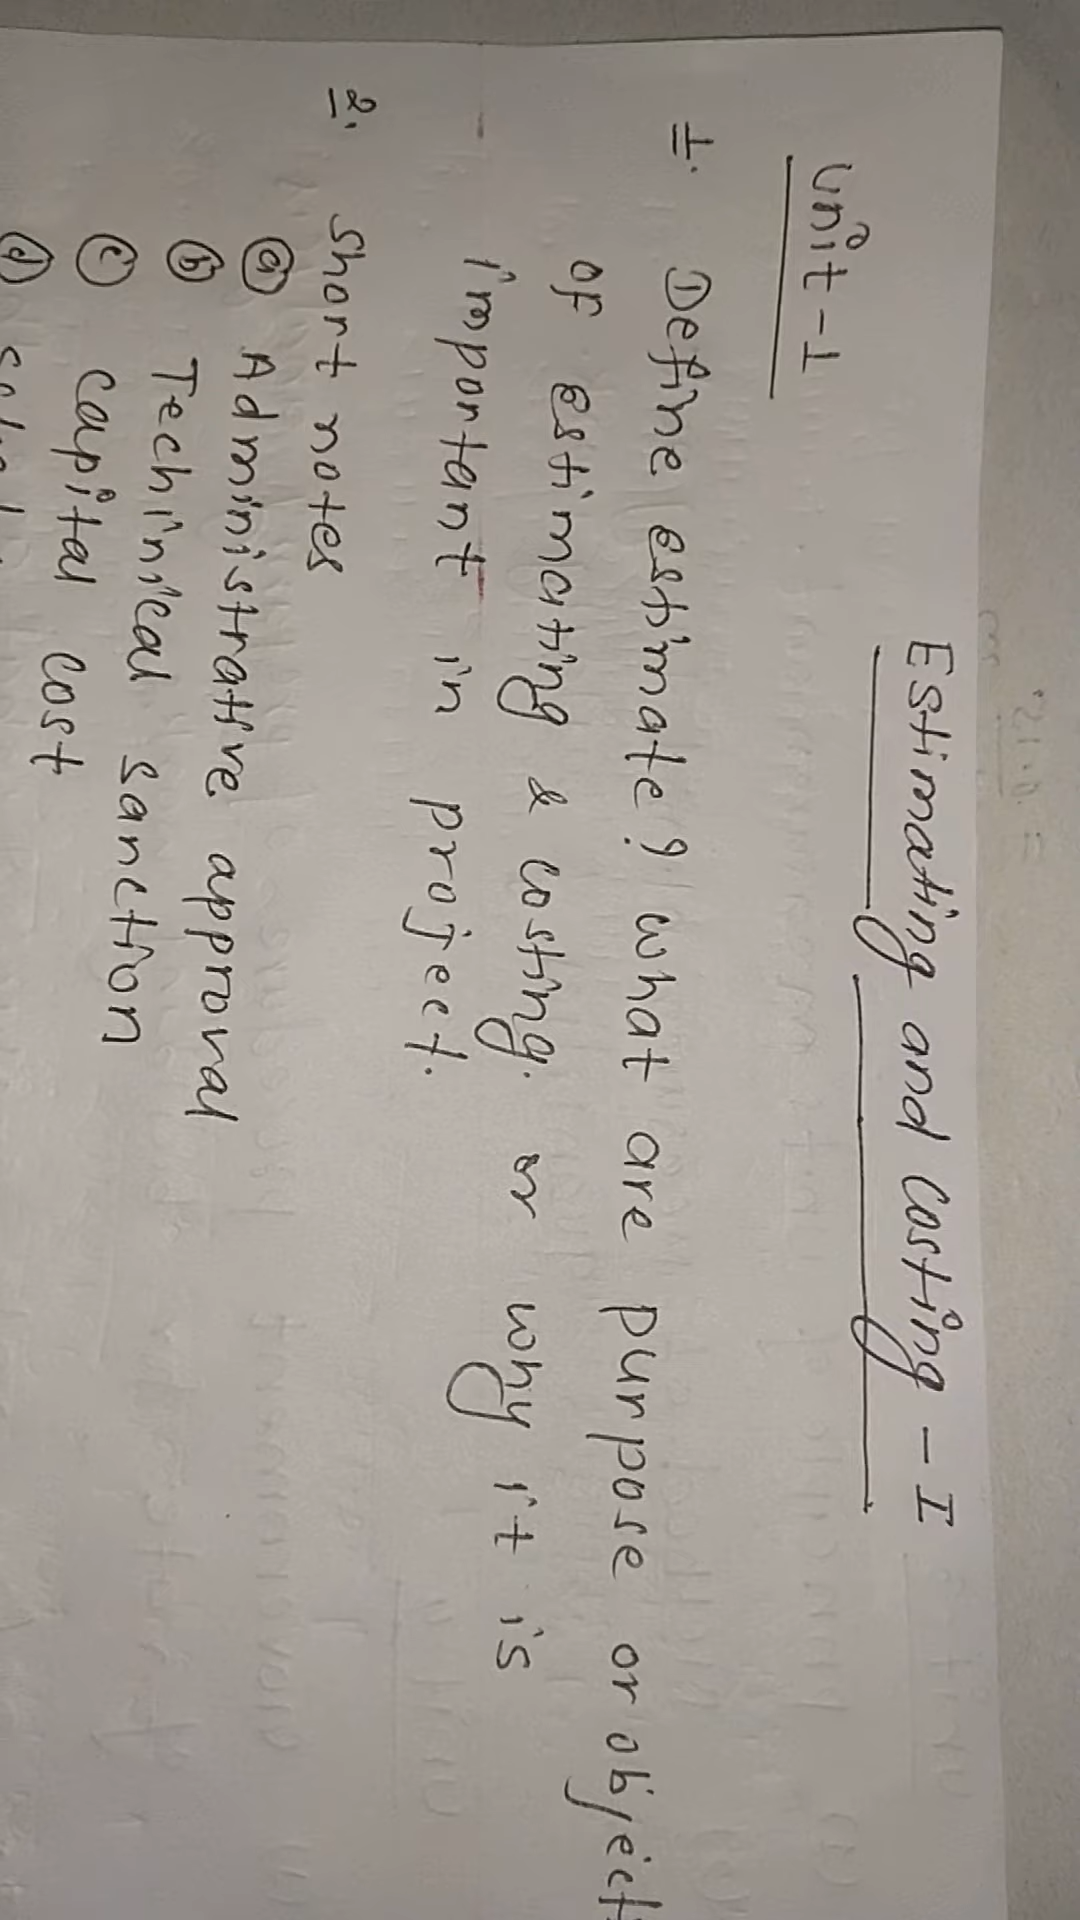 Estimating and Costing - I
Unit - 1
1. Define estimate? what are purpose or object
of estimating & costing. or why it is
important in project.
2. Short notes
(a) Administrative approval
(b) Techinical sanction
(c) Capital cost
(d)